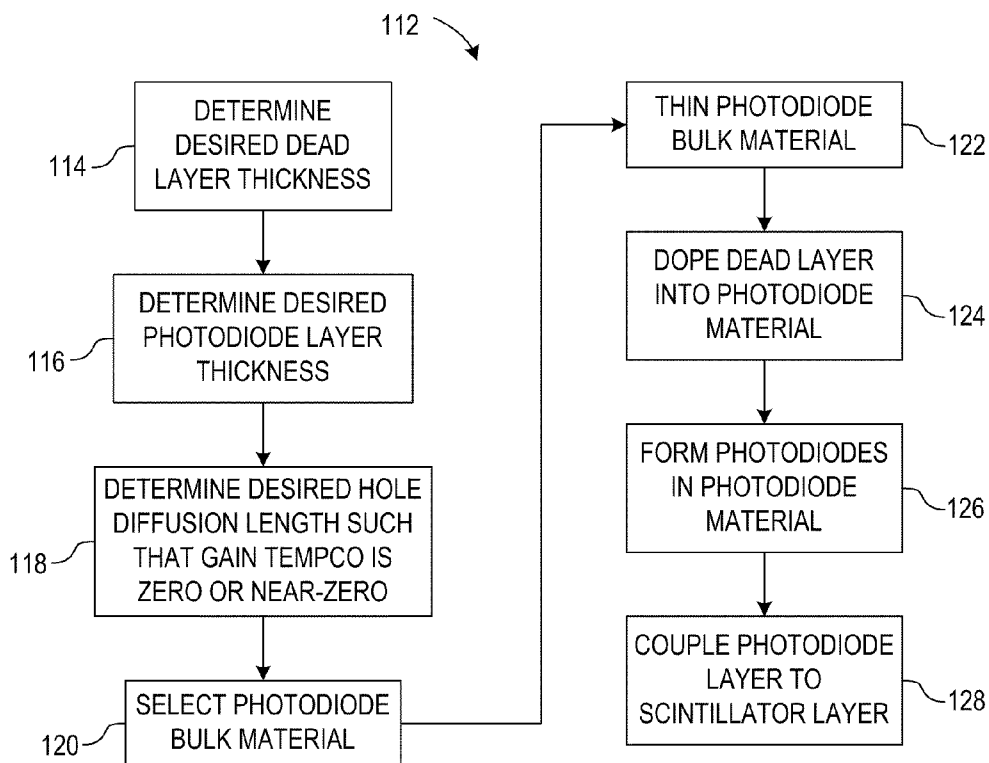 112
DETERMINE
DESIRED DEAD
LAYER THICKNESS
114
DETERMINE DESIRED
PHOTODIODE LAYER
THICKNESS
116
DETERMINE DESIRED HOLE
DIFFUSION LENGTH SUCH
THAT GAIN TEMPCO IS
ZERO OR NEAR-ZERO
118
SELECT PHOTODIODE
BULK MATERIAL
120
THIN PHOTODIODE
BULK MATERIAL
122
DOPE DEAD LAYER
INTO PHOTODIODE
MATERIAL
124
FORM PHOTODIODES
IN PHOTODIODE
MATERIAL
126
COUPLE PHOTODIODE
LAYER TO
SCINTILLATOR LAYER
128